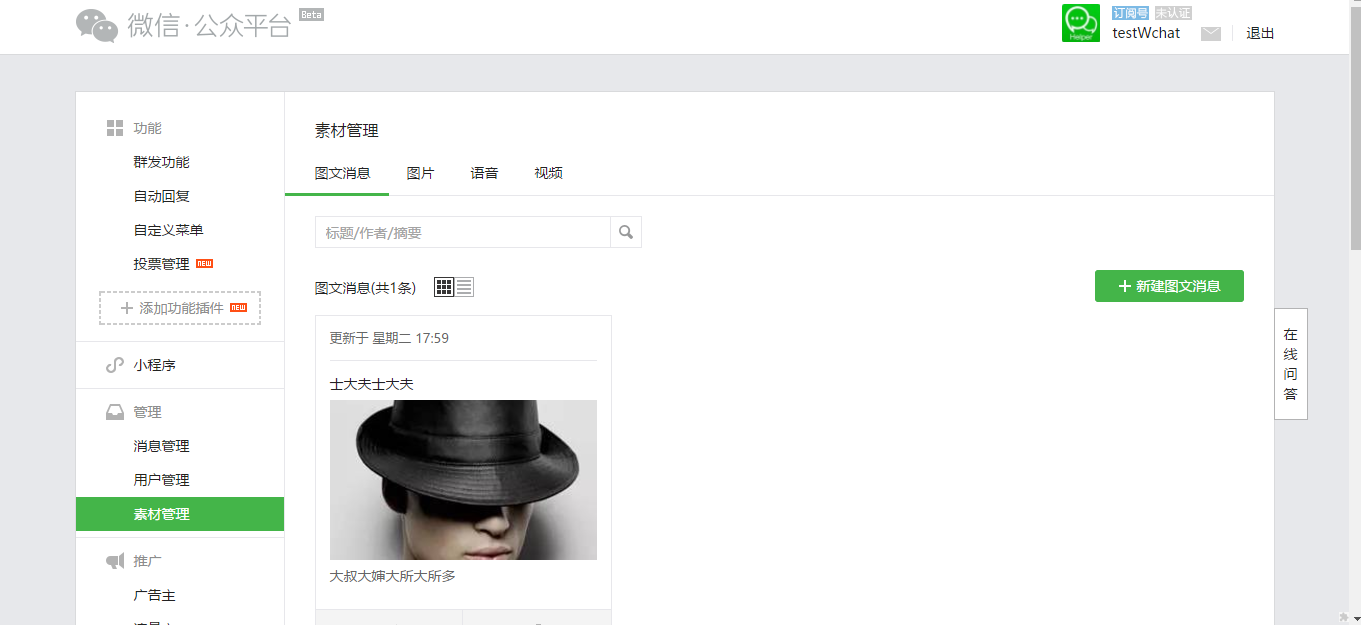 微信·公众平台 Beta
订阅号 未认证
Helper
testWchat
退出
功能
群发功能
自动回复
自定义菜单
投票管理 NEW
添加功能插件 NEW
小程序
管理
消息管理
用户管理
素材管理
推广
广告主
素材管理
图文消息 图片 语音 视频
标题/作者/摘要
图文消息(共1条)
新建图文消息
更新于 星期二 17:59
士大夫士大夫
大叔大婶大所大所多
在
线
问
答